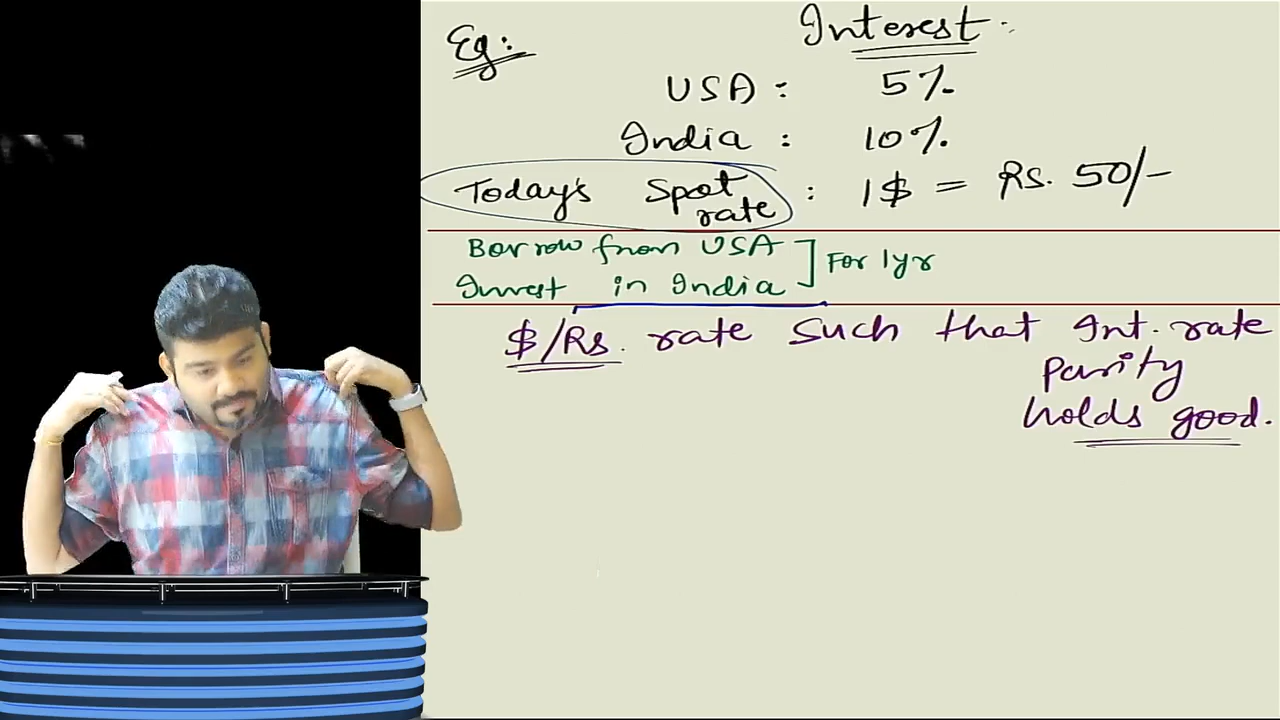 Eg:
Interest:
USA : 5%
India : 10%
Today's Spot rate : 1$ = Rs. 50/-
Borrow from USA
Invest in India
For 1yr
$/Rs. rate such that Int. rate
parity
holds good.